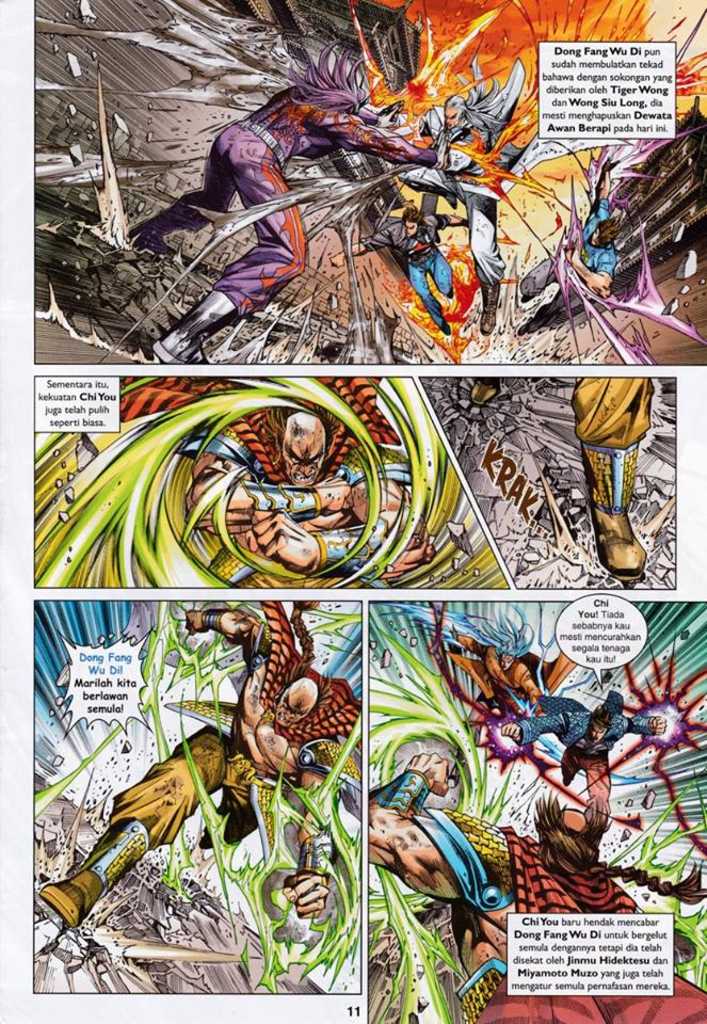 Dong Fang Wu Di pun
sudah membulatkan tekad
bahawa dengan sokongan yang
diberikan oleh Tiger Wong
dan Wong Siu Long, dia
mesti menghapuskan Dewata
Awan Berapi pada hari ini.
Sementara itu,
kekuatan Chi You
juga telah pulih
seperti biasa.
KRAK...
Dong Fang
Wu Di!
Marilah kita
berlawan
semula!
Chi
You! Tiada
sebabnya kau
mesti mencurahkan
segala tenaga
kau itu!
Chi You baru hendak mencabar
Dong Fang Wu Di untuk bergelut
semula dengannya tetapi dia telah
disekat oleh Jinmu Hidektesu dan
Miyamoto Muzo yang juga telah
mengatur semula pernafasan mereka.
11